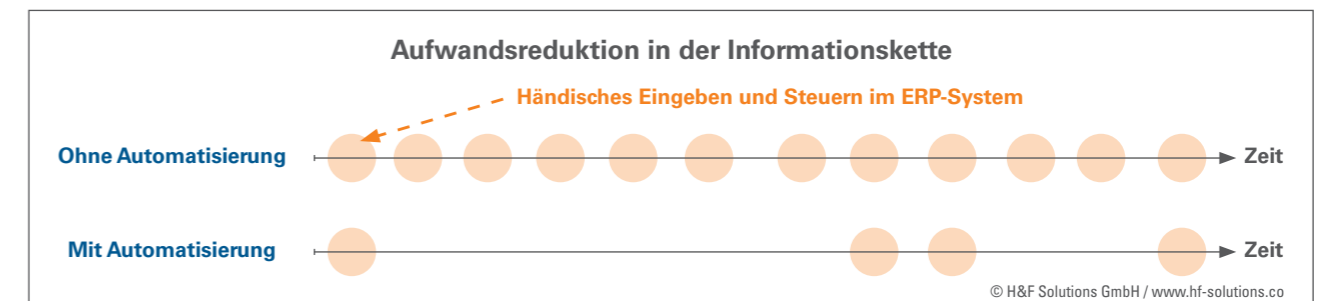 Aufwandsreduktion in der Informationskette
Händisches Eingeben und Steuern im ERP-System
Ohne Automatisierung
Zeit
Mit Automatisierung
Zeit
© H&F Solutions GmbH / www.hf-solutions.co